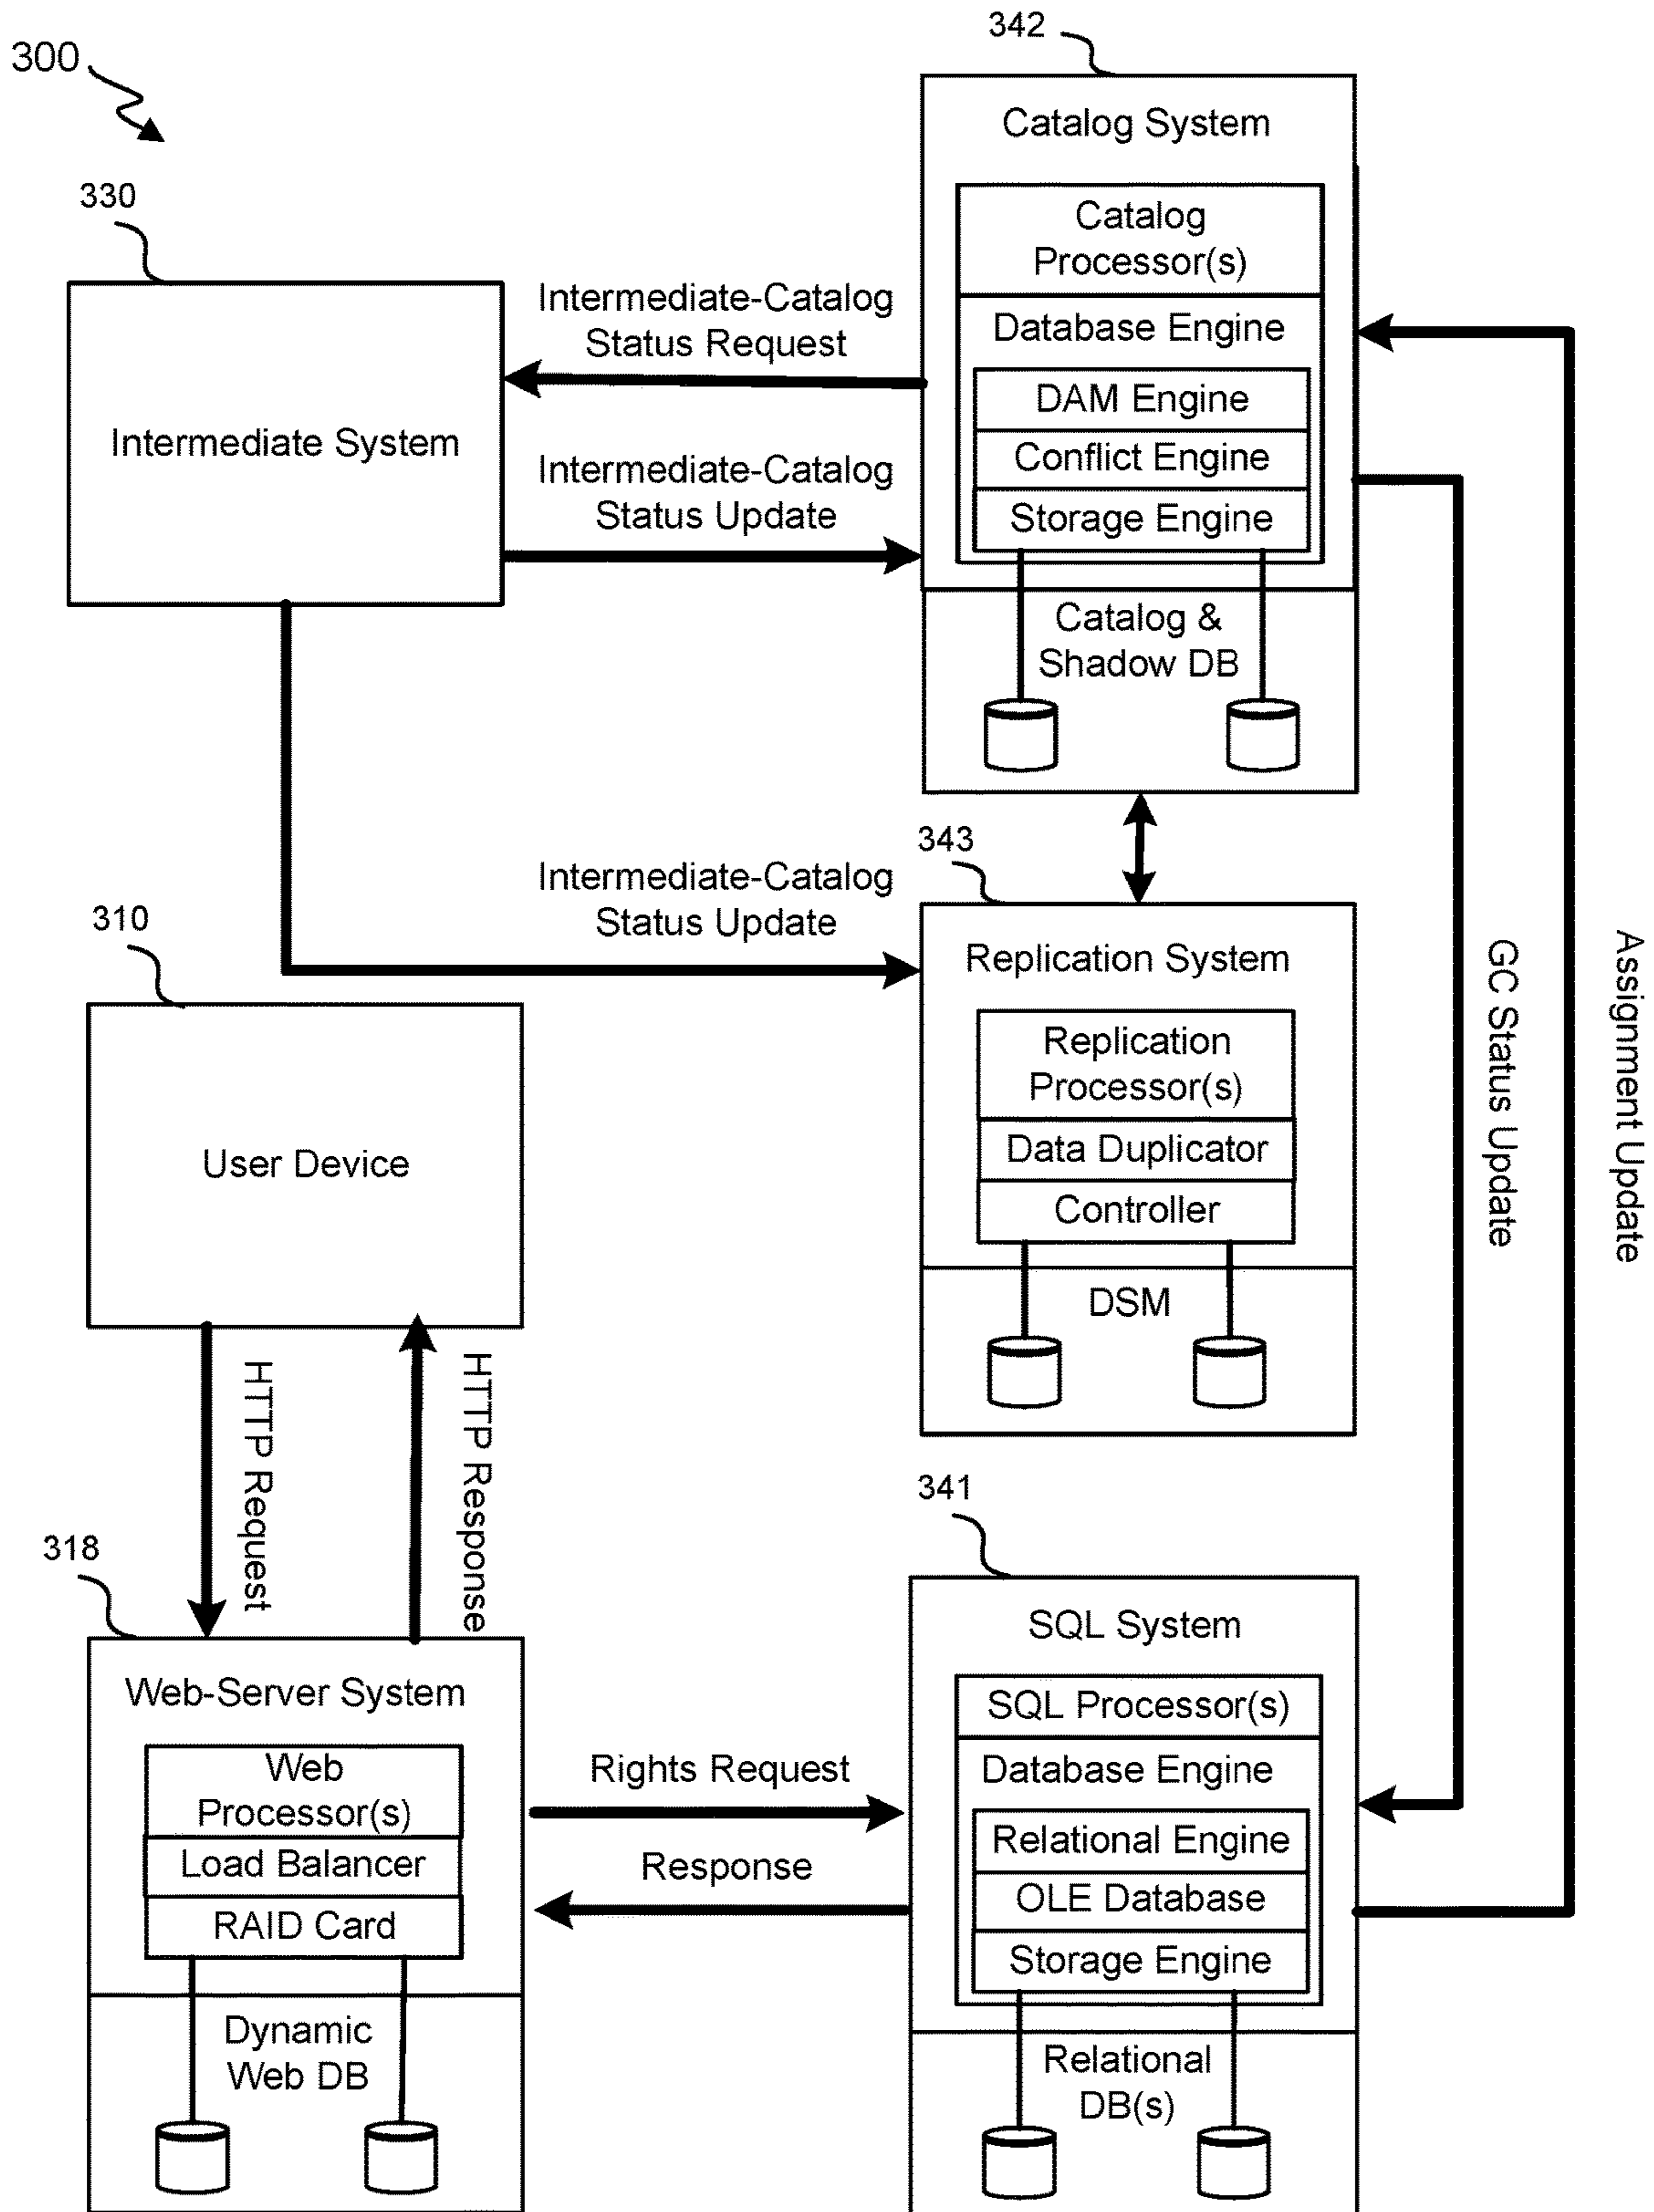 342
300
Catalog System
330
Catalog
Processor(s)
Intermediate-Catalog
Status Request
Database Engine
DAM Engine
Intermediate System
Conflict Engine
Intermediate-Catalog
Status Update
Storage Engine
Catalog &
Shadow DB
343
Intermediate-Catalog
Status Update
310
Replication System
GC Status Update
Assignment Update
Replication
Processor(s)
User Device
Data Duplicator
Controller
DSM
HTTP Request
HTTP Response
341
318
SQL System
Web-Server System
SQL Processor(s)
Web
Processor(s)
Rights Request
Database Engine
Relational Engine
Load Balancer
Response
OLE Database
RAID Card
Storage Engine
Dynamic
Web DB
Relational
DB(s)